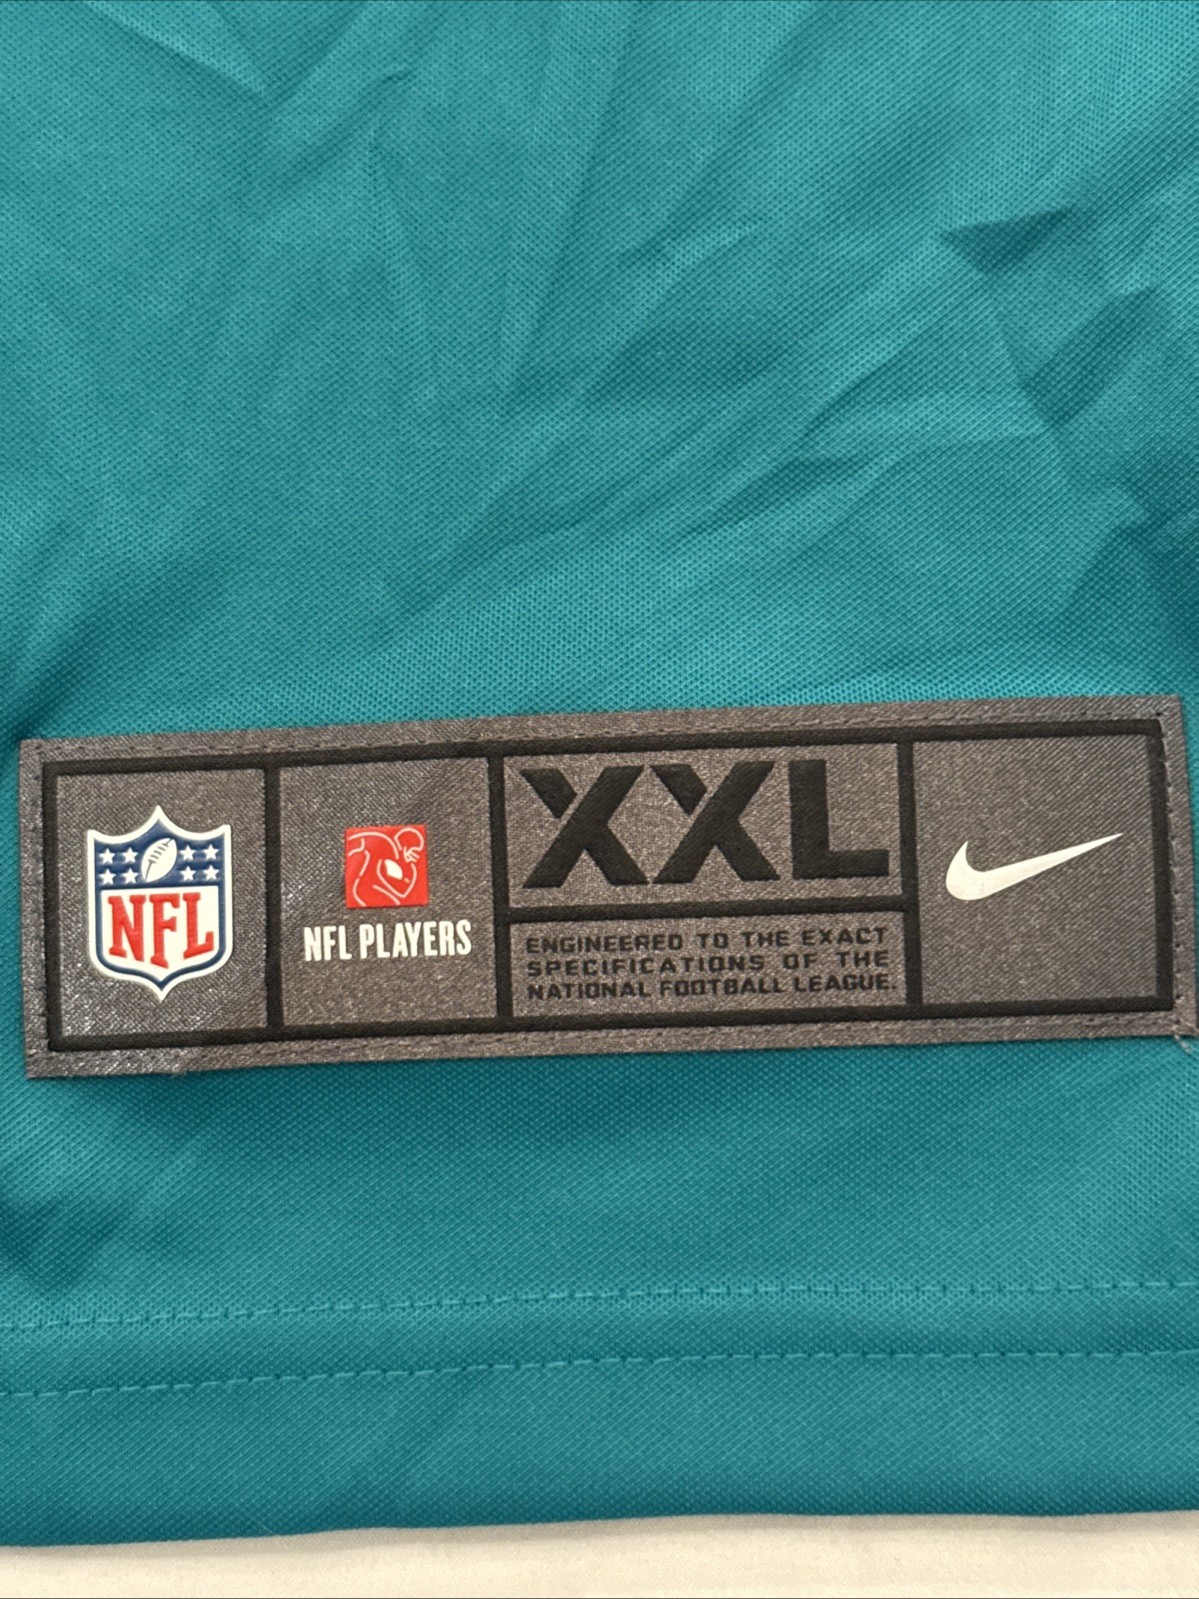 NFL
NFL PLAYERS
XXL
ENGINEERED TO THE EXACT
SPECIFICATIONS OF THE
NATIONAL FOOTBALL LEAGUE.